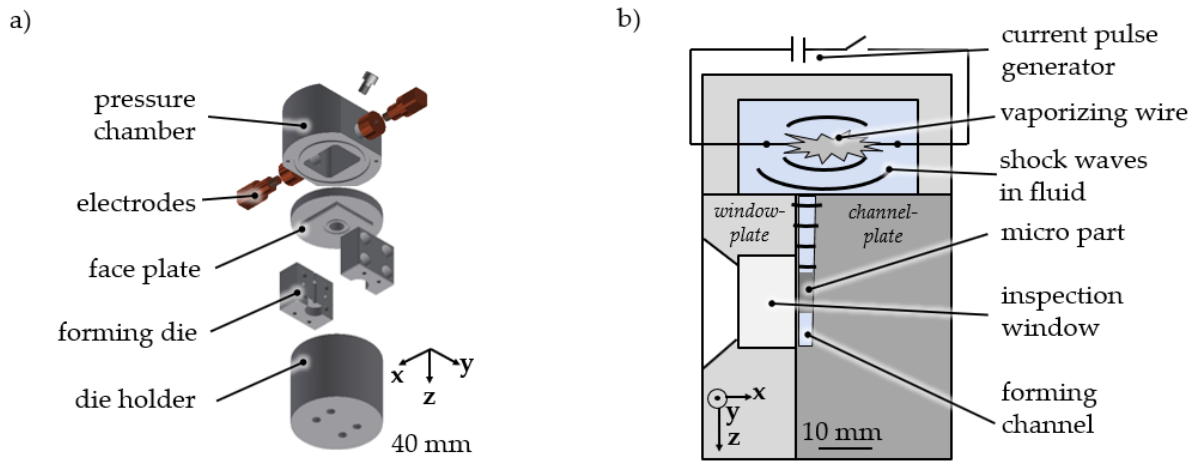 a)
pressure
chamber
electrodes
face plate
forming die
die holder
x
y
z
40 mm
b)
current pulse
generator
vaporizing wire
shock waves
in fluid
window-
plate
channel-
plate
micro part
inspection
window
forming
channel
x
y
z
10 mm